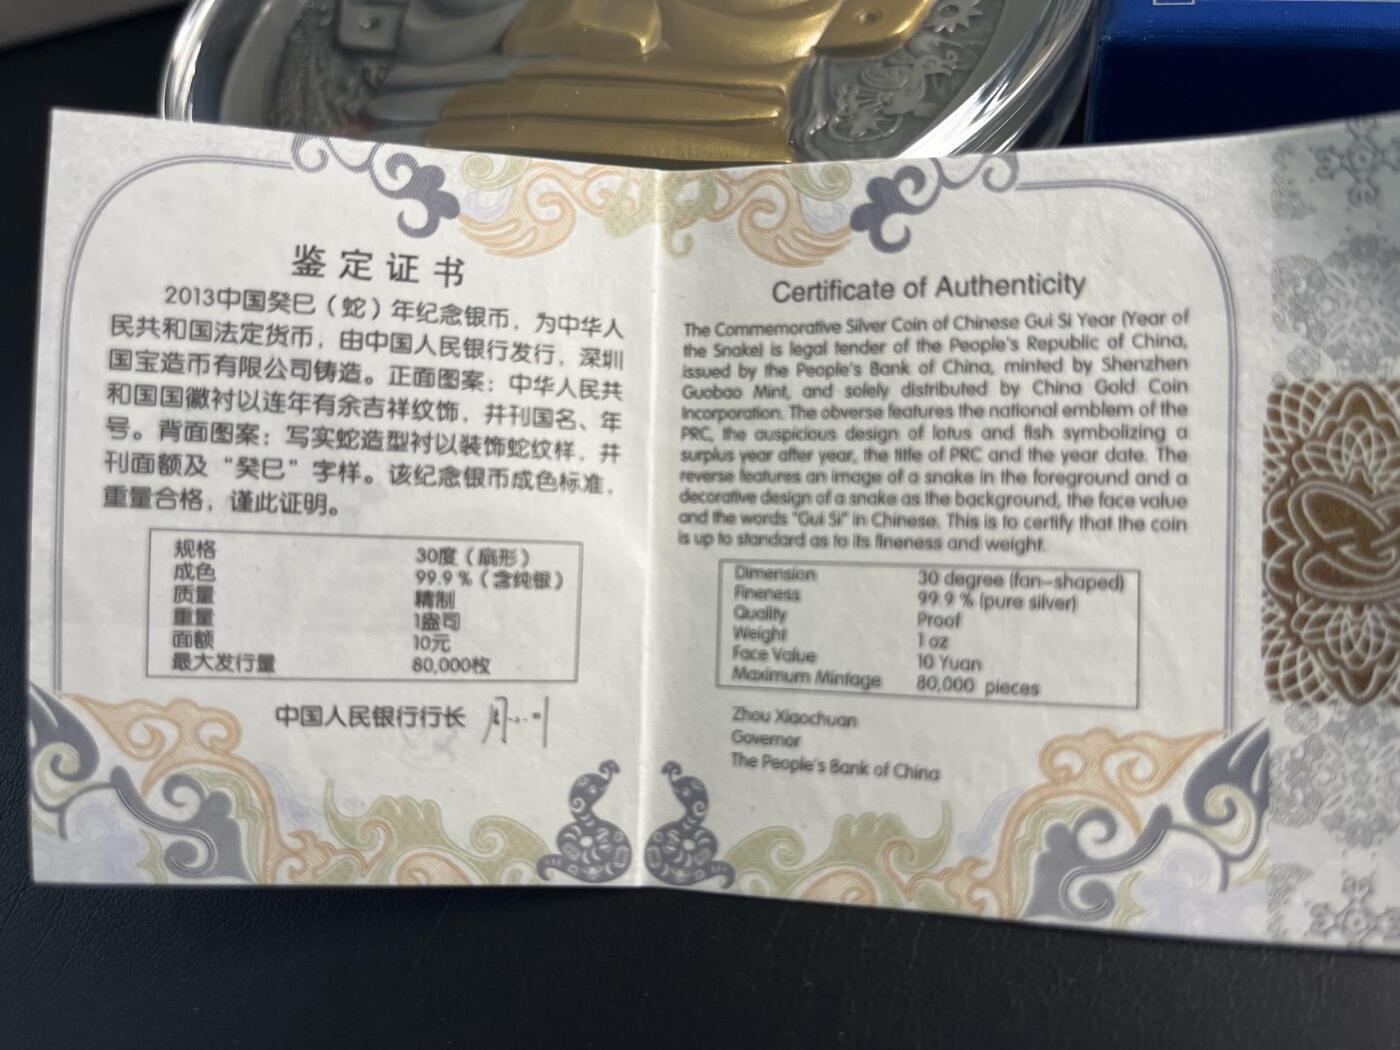 鉴定证书
2013中国癸巳（蛇）年纪念银币，为中华人
民共和国法定货币，由中国人民银行发行，深圳
国宝造币有限公司铸造。正面图案：中华人民共
和国国徽衬以连年有余吉祥纹饰，并刊国名、年
号。背面图案：写实蛇造型衬以装饰蛇纹样，并
刊面额及“癸巳”字样。该纪念银币成色标准，
重量合格，谨此证明。
规格 30度（扇形）
成色 99.9 %（含纯银）
质量 精制
重量 1盎司
面额 10元
最大发行量 80,000枚
中国人民银行行长
Certificate of Authenticity
The Commemorative Silver Coin of Chinese Gui Si Year (Year of
the Snake) is legal tender of the People's Republic of China,
issued by the People's Bank of China, minted by Shenzhen
Guobao Mint, and solely distributed by China Gold Coin
Incorporation. The obverse features the national emblem of the
PRC, the auspicious design of lotus and fish symbolizing a
surplus year after year, the title of PRC and the year date. The
reverse features an image of a snake in the foreground and a
decorative design of a snake as the background, the face value
and the words "Gui Si" in Chinese. This is to certify that the coin
is up to standard as to its fineness and weight.
Dimension 30 degree (fan-shaped)
Fineness 99.9 % (pure silver)
Quality Proof
Weight 1 oz
Face Value 10 Yuan
Maximum Mintage 80,000 pieces
Zhou Xiaochuan
Governor
The People's Bank of China